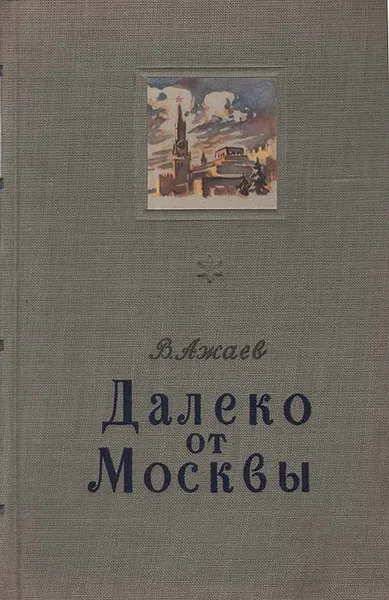 В. Ажаев
Далеко
от
Москвы